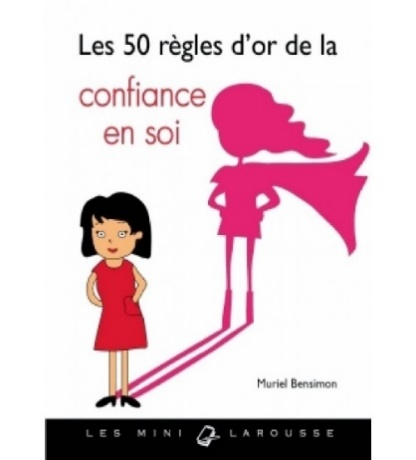 Les 50 règles d'or de la
confiance
en soi
Muriel Bensimon
LES MINI LAROUSSE